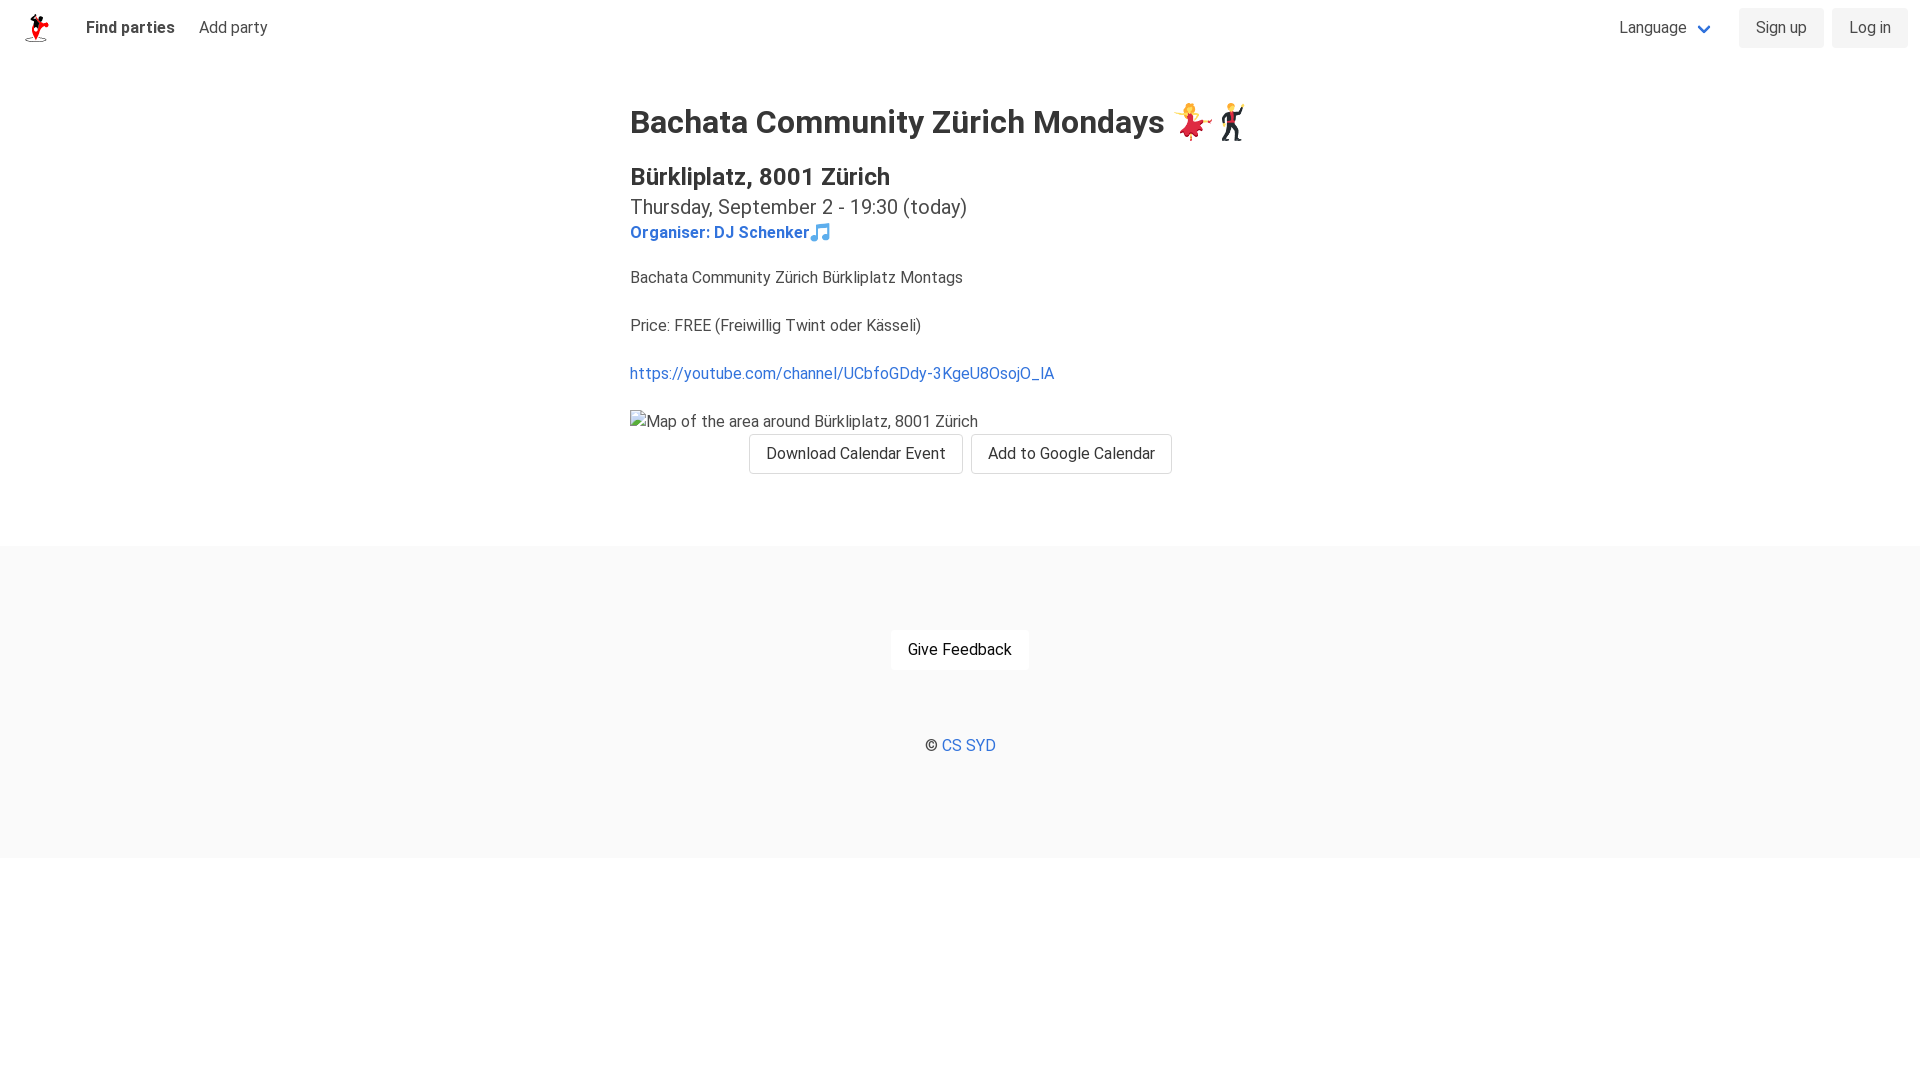 Find parties
Add party
Language
Sign up
Log in
Bachata Community Zürich Mondays 💃🕺
Bürkliplatz, 8001 Zürich
Thursday, September 2 - 19:30 (today)
Organiser: DJ Schenker🎵
Bachata Community Zürich Bürkliplatz Montags
Price: FREE (Freiwillig Twint oder Kässeli)
https://youtube.com/channel/UCbfoGDdy-3KgeU8OsojO_lA
Map of the area around Bürkliplatz, 8001 Zürich
Download Calendar Event
Add to Google Calendar
Give Feedback
© CS SYD